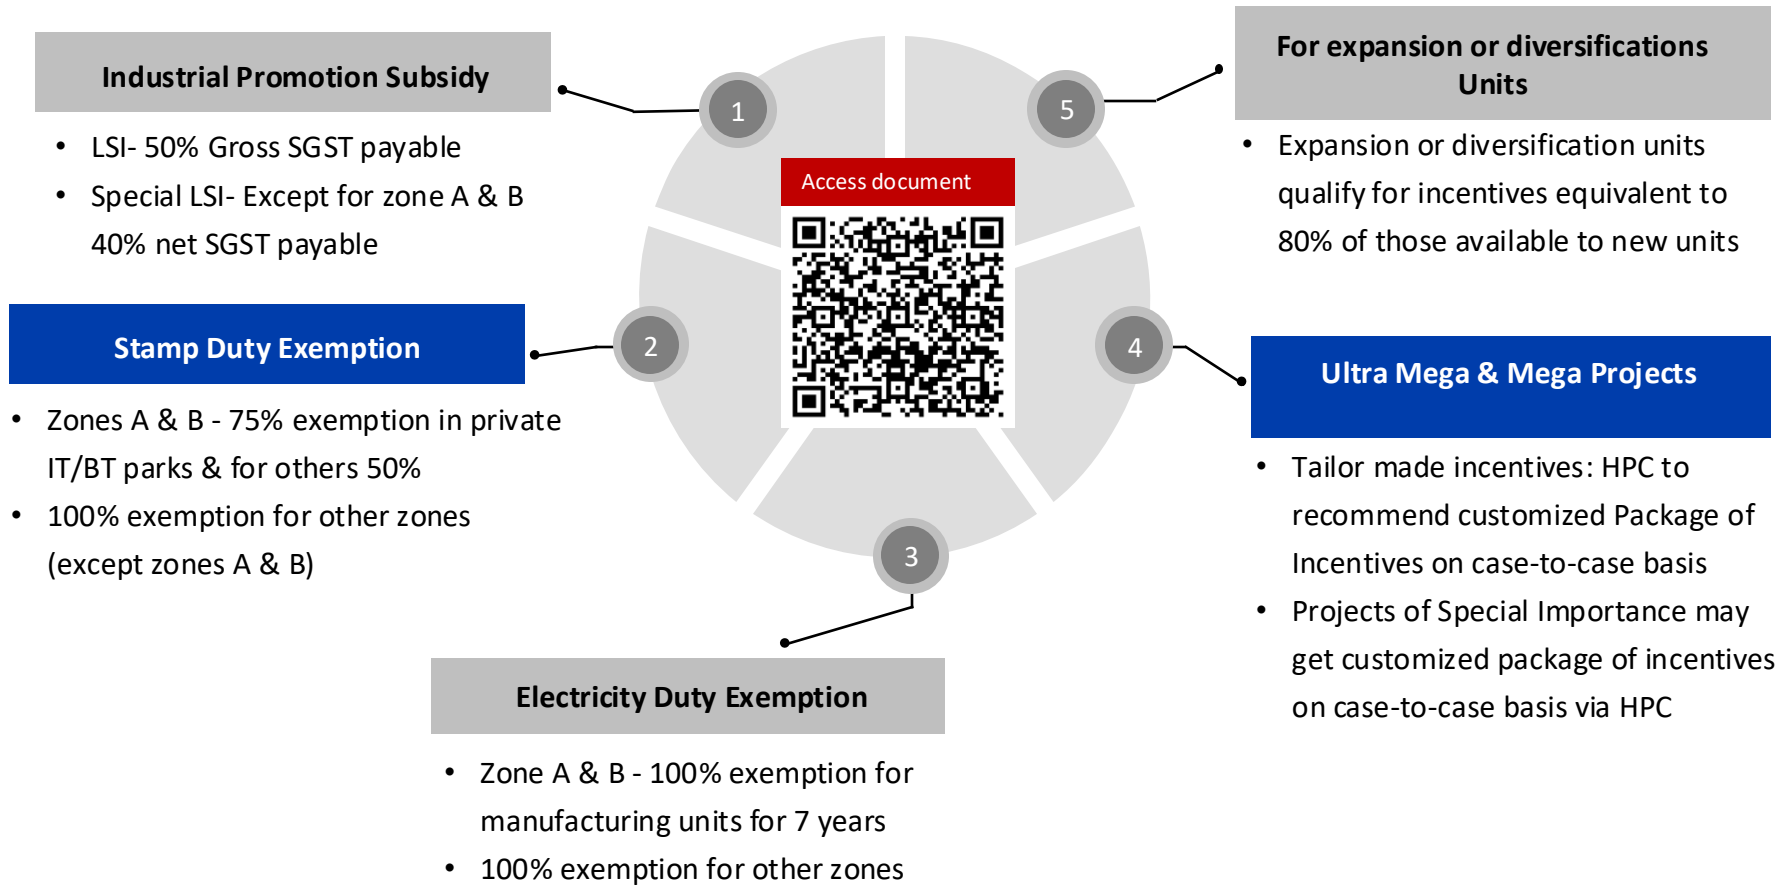 Industrial Promotion Subsidy
1
• LSI- 50% Gross SGST payable
• Special LSI- Except for zone A & B
40% net SGST payable
Stamp Duty Exemption
2
• Zones A & B - 75% exemption in private
IT/BT parks & for others 50%
• 100% exemption for other zones
(except zones A & B)
3
Electricity Duty Exemption
• Zone A & B - 100% exemption for
manufacturing units for 7 years
• 100% exemption for other zones
Access document
5
For expansion or diversifications
Units
• Expansion or diversification units
qualify for incentives equivalent to
80% of those available to new units
4
Ultra Mega & Mega Projects
• Tailor made incentives: HPC to
recommend customized Package of
Incentives on case-to-case basis
• Projects of Special Importance may
get customized package of incentives
on case-to-case basis via HPC